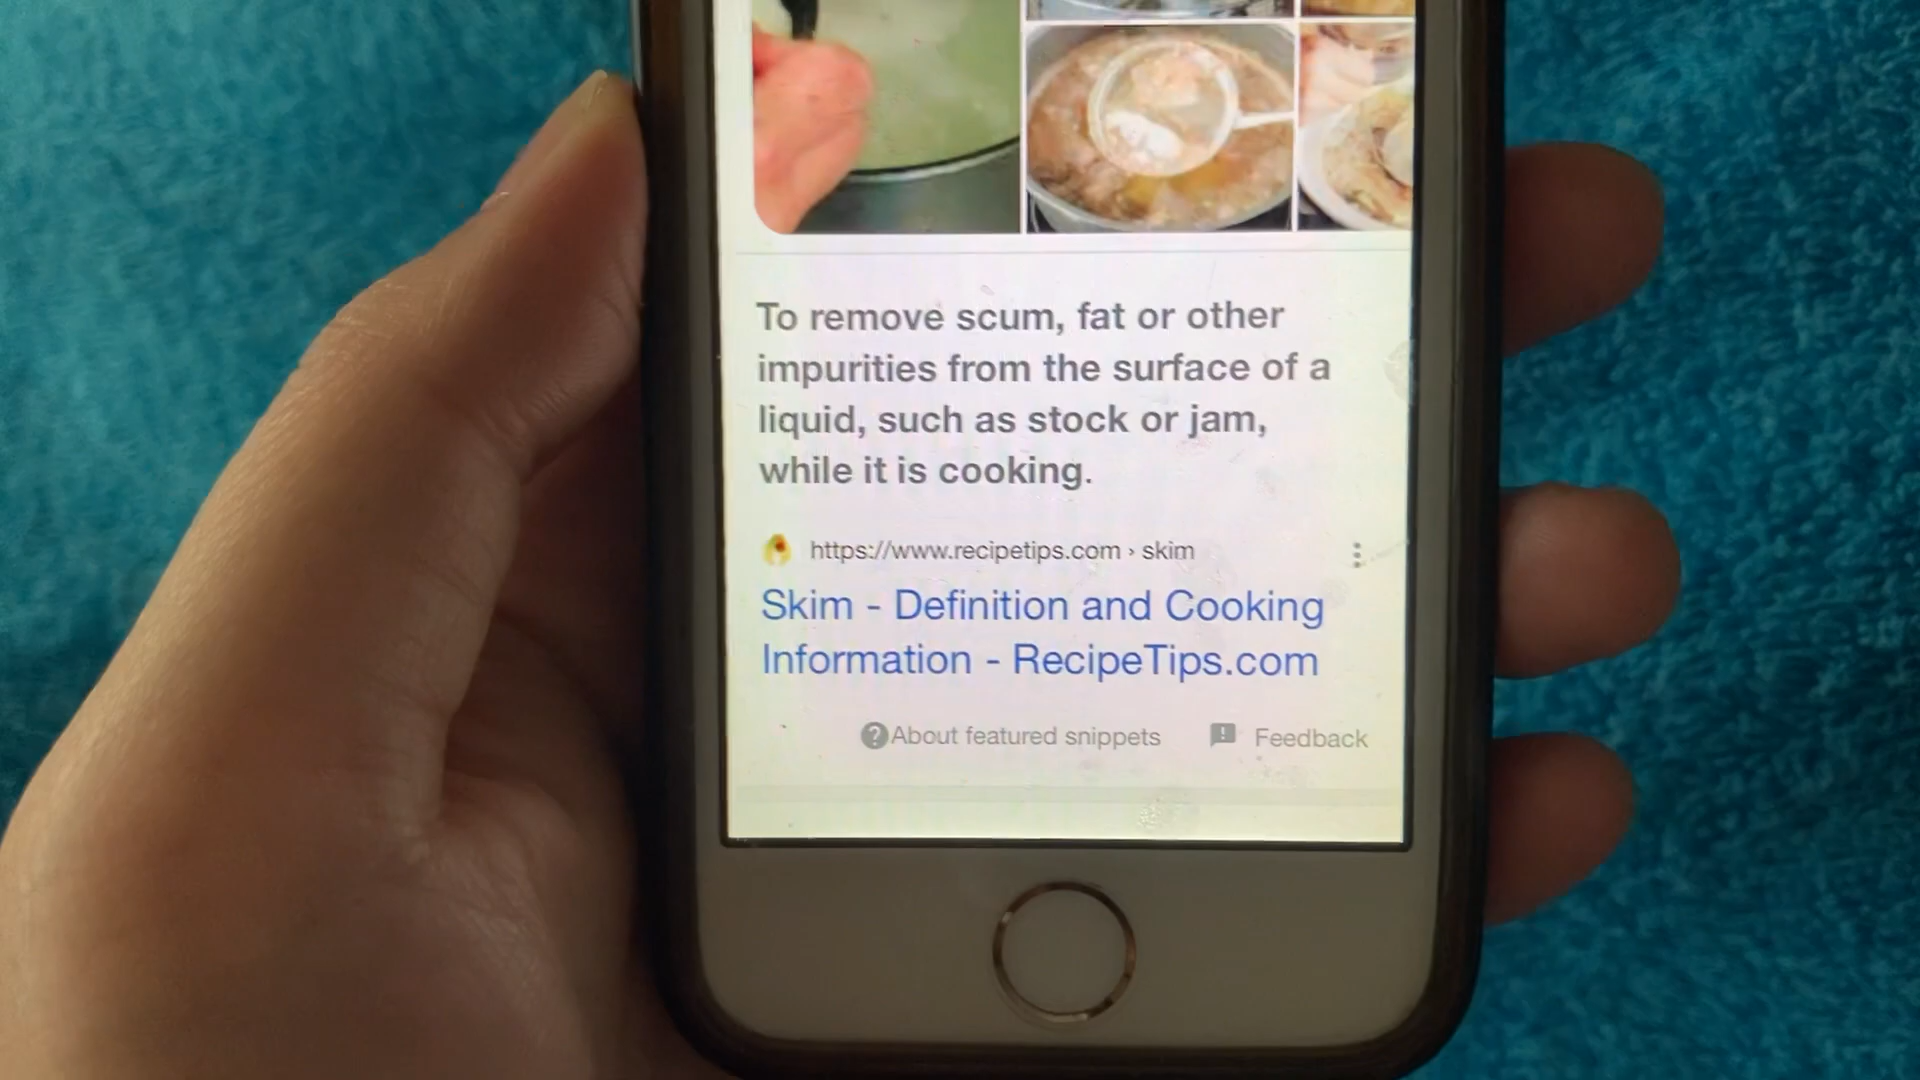 To remove scum, fat or other
impurities from the surface of a
liquid, such as stock or jam,
while it is cooking.
https://www.recipetips.com › skim
Skim - Definition and Cooking
Information - RecipeTips.com
About featured snippets
Feedback